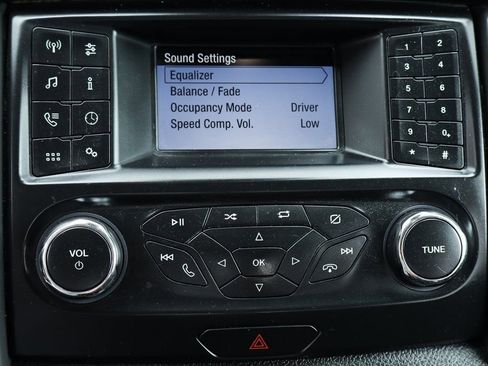 Sound Settings
Equalizer
Balance / Fade
Occupancy Mode Driver
Speed Comp. Vol. Low
1 2
3 4
5 6
7 8
9 0+
* #
VOL
OK
TUNE